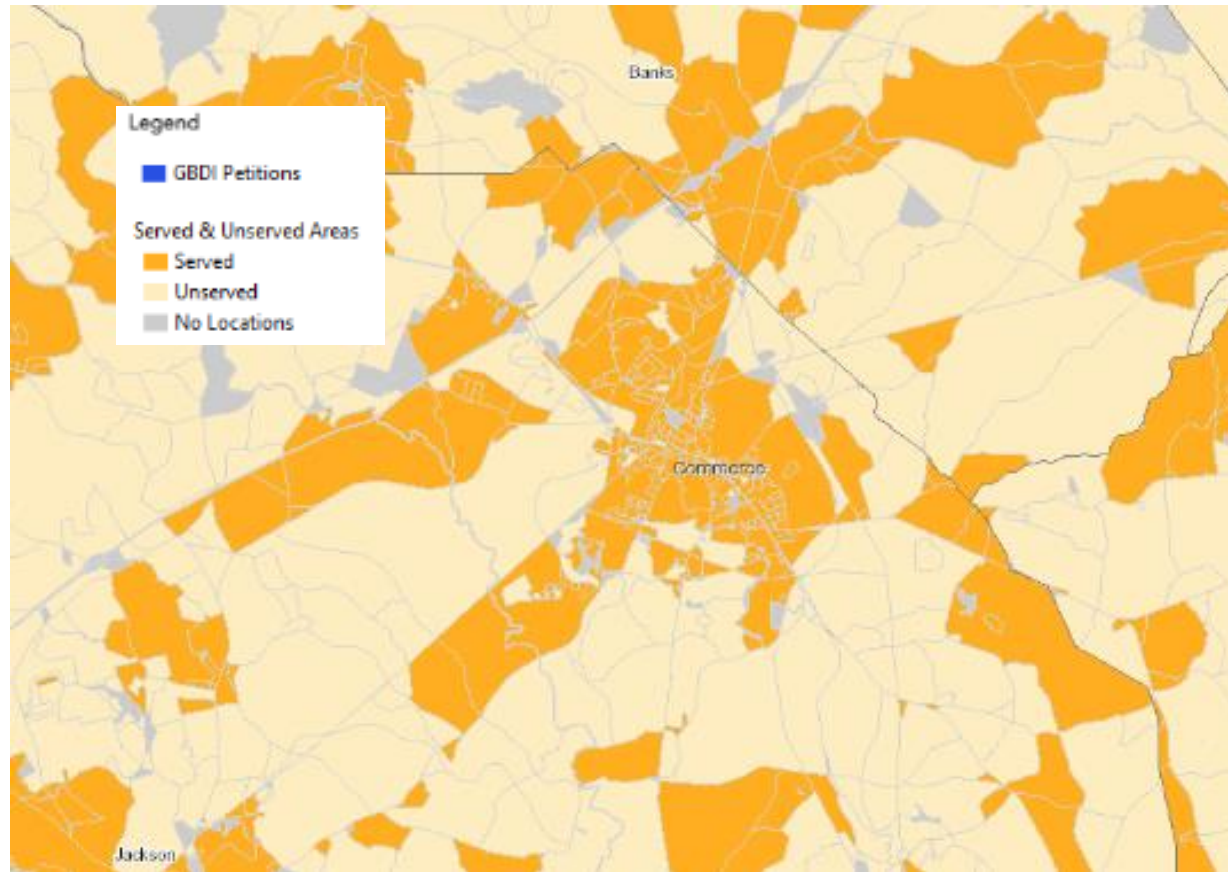 Banks
Legend
GBDI Petitions
Served & Unserved Areas
Served
Unserved
No Locations
Commerce
Jackson